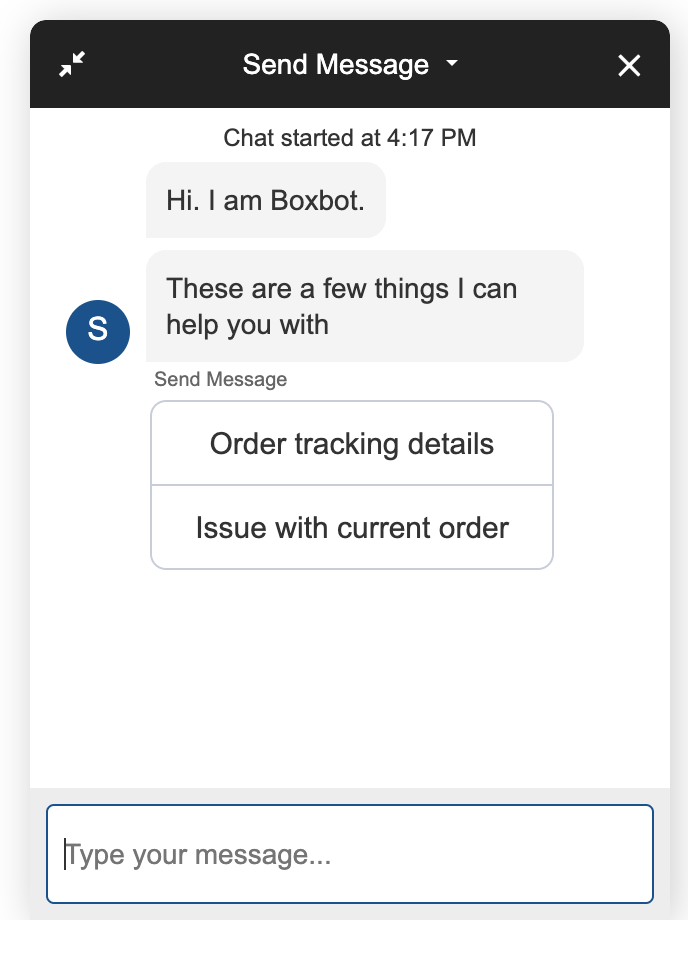 Send Message
Chat started at 4:17 PM
Hi. I am Boxbot.
These are a few things I can
help you with
S
Send Message
Order tracking details
Issue with current order
Type your message...